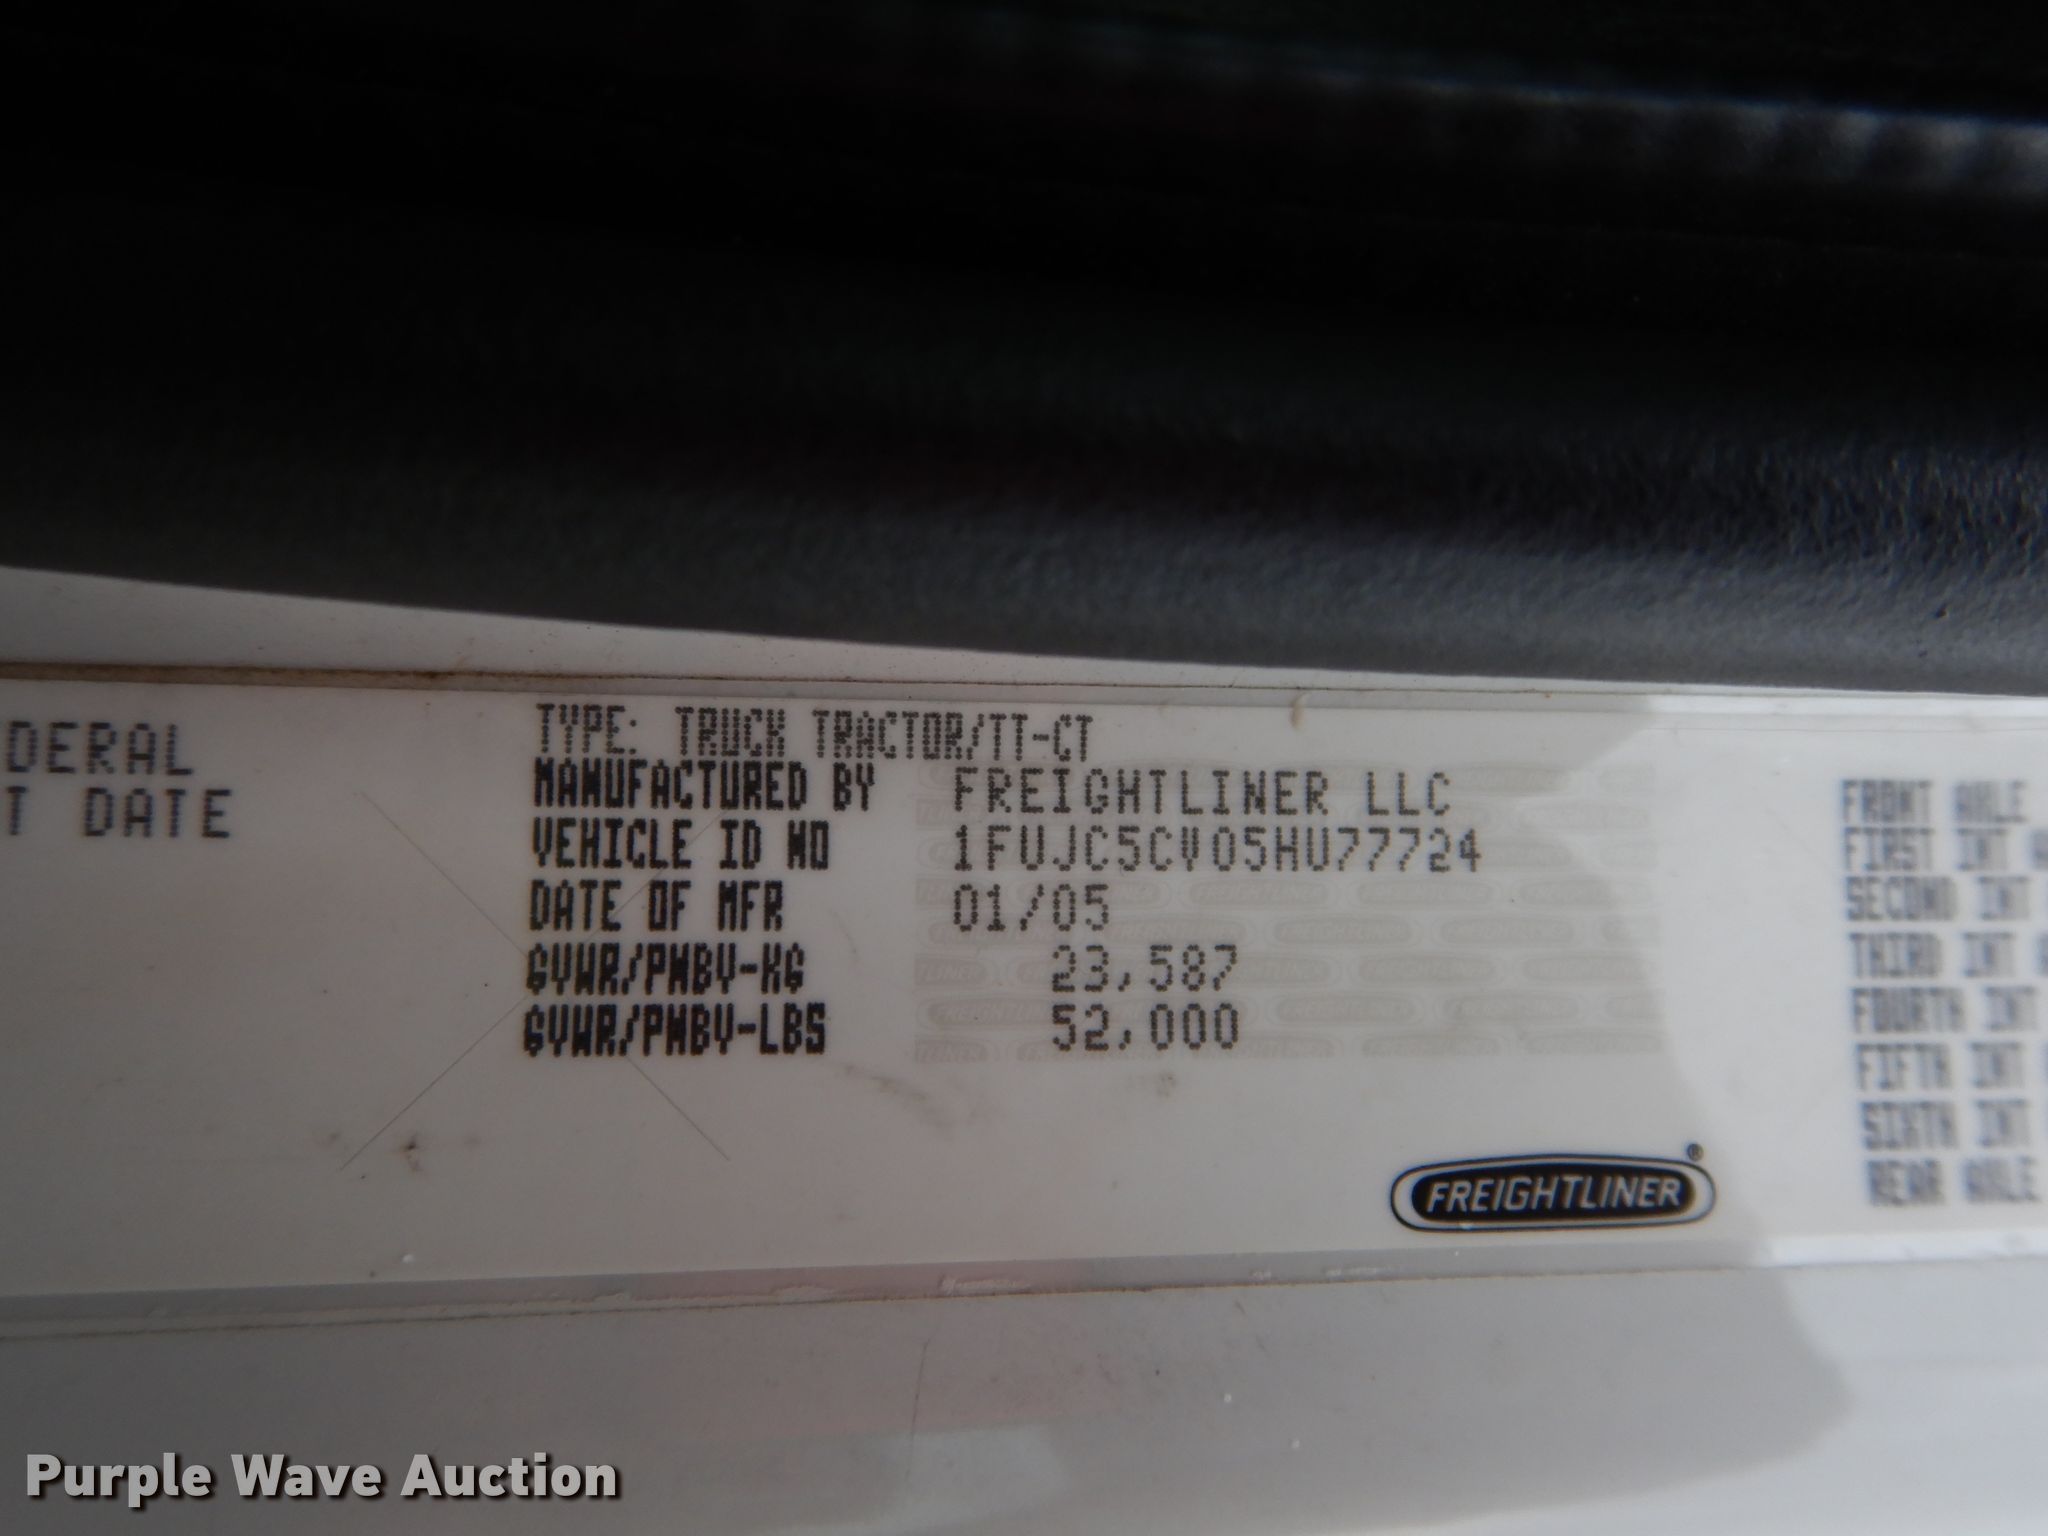 DERAL
T DATE
TYPE: TRUCK TRACTOR/TT-CT
MANUFACTURED BY FREIGHTLINER LLC
VEHICLE ID NO 1FUJC5CV05HU77724
DATE OF MFR 01/05
GVWR/PNBV-KG 23,587
GVWR/PNBV-LBS 52,000
FREIGHTLINER®
FRONT AXLE
FIRST INT A
SECOND INT
THIRD INT A
FOURTH INT
FIFTH INT
SIXTH INT
REAR AXLE
Purple Wave Auction